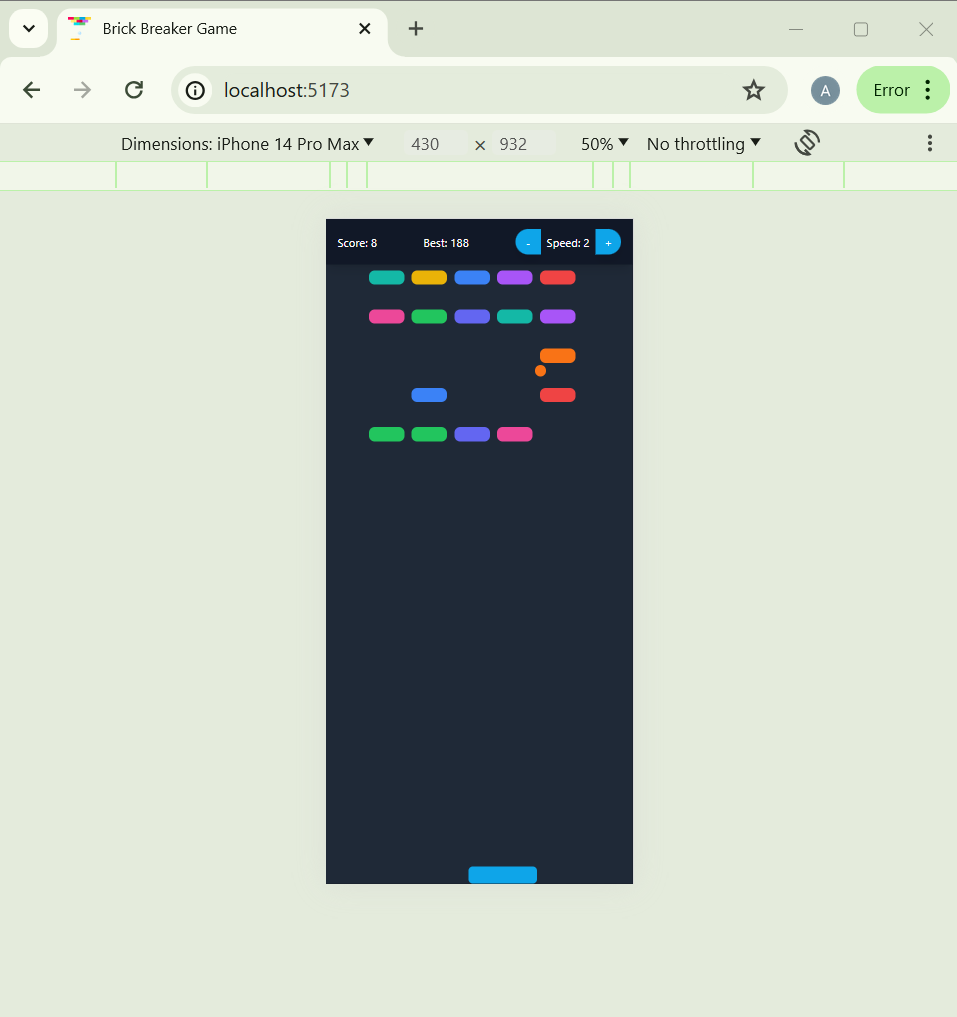 Brick Breaker Game
localhost:5173
A
Error
Dimensions: iPhone 14 Pro Max
430 × 932
50%
No throttling
Score: 8
Best: 188
- Speed: 2 +